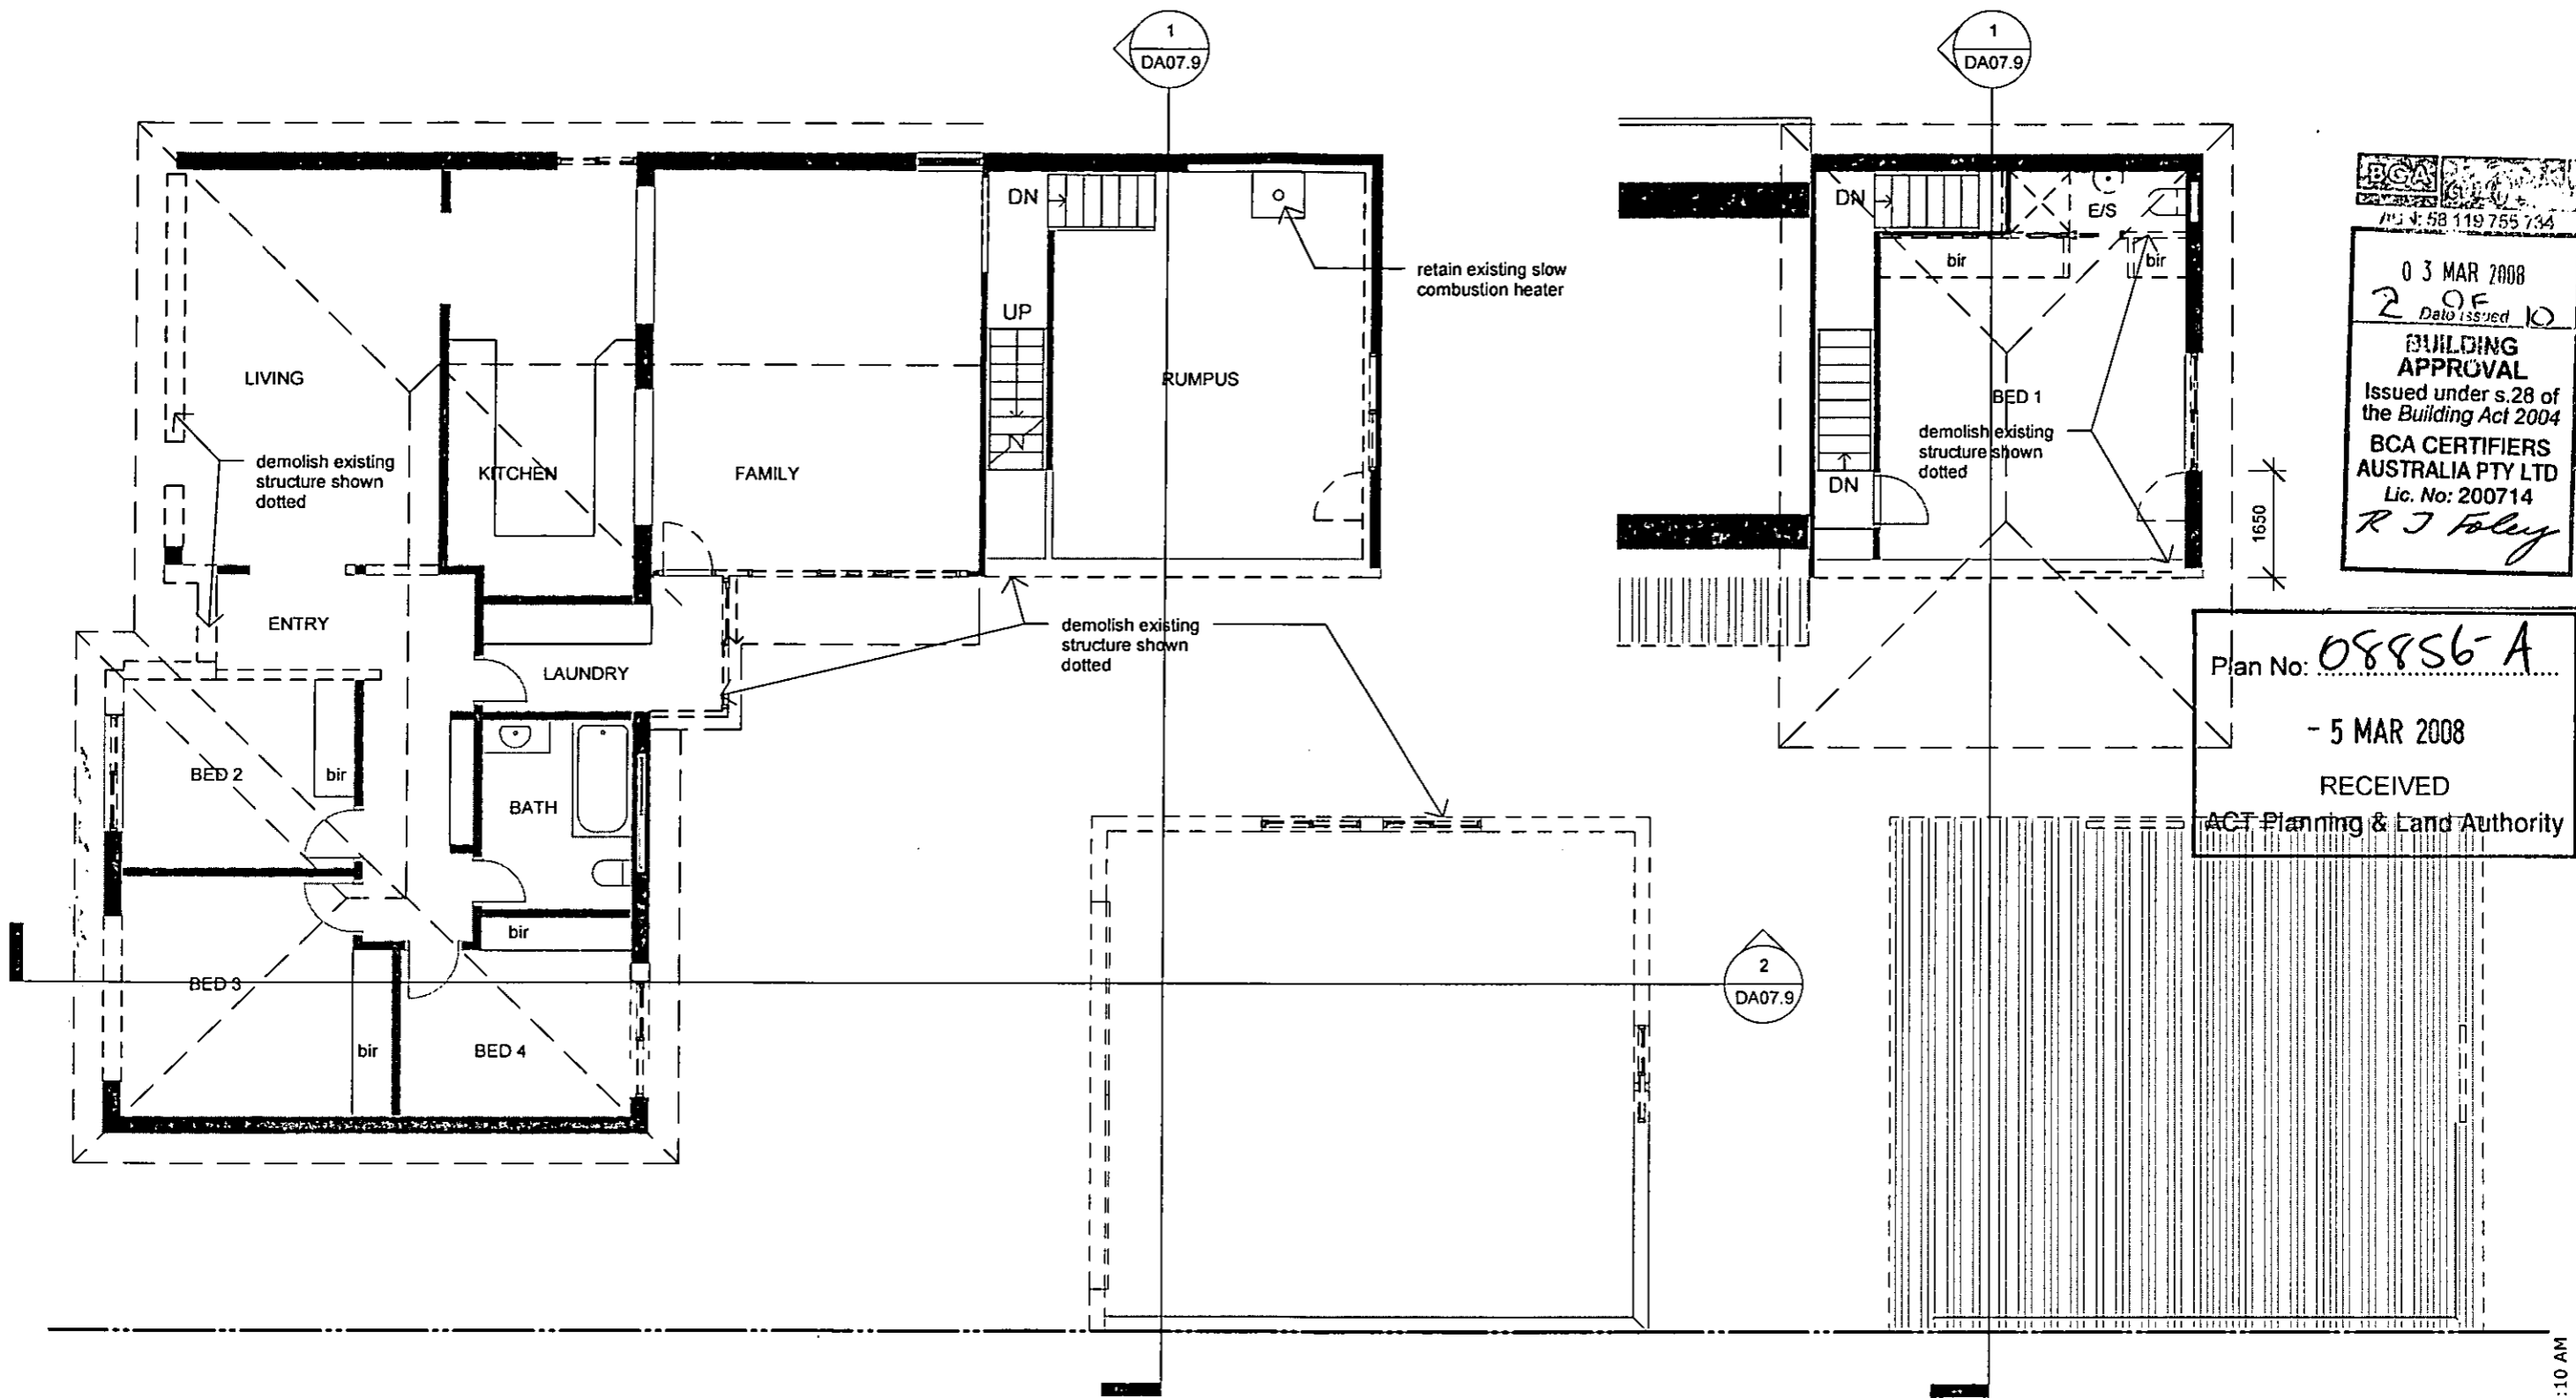 1
DA07.9
1
DA07.9
DN
UP
retain existing slow
combustion heater
LIVING
KITCHEN
FAMILY
RUMPUS
demolish existing
structure shown
dotted
ENTRY
LAUNDRY
demolish existing
structure shown
dotted
BED 2
bir
BATH
bir
BED 3
bir
BED 4
2
DA07.9
DN
E/S
bir
bir
BED 1
demolish existing
structure shown
dotted
DN
1650
BCA
58 119 755 734
03 MAR 2008
2 OF 10
Date issued
BUILDING
APPROVAL
Issued under s.28 of
the Building Act 2004
BCA CERTIFIERS
AUSTRALIA PTY LTD
Lic. No: 200714
R J Foley
Plan No: 08856-A
- 5 MAR 2008
RECEIVED
ACT Planning & Land Authority
:10 AM